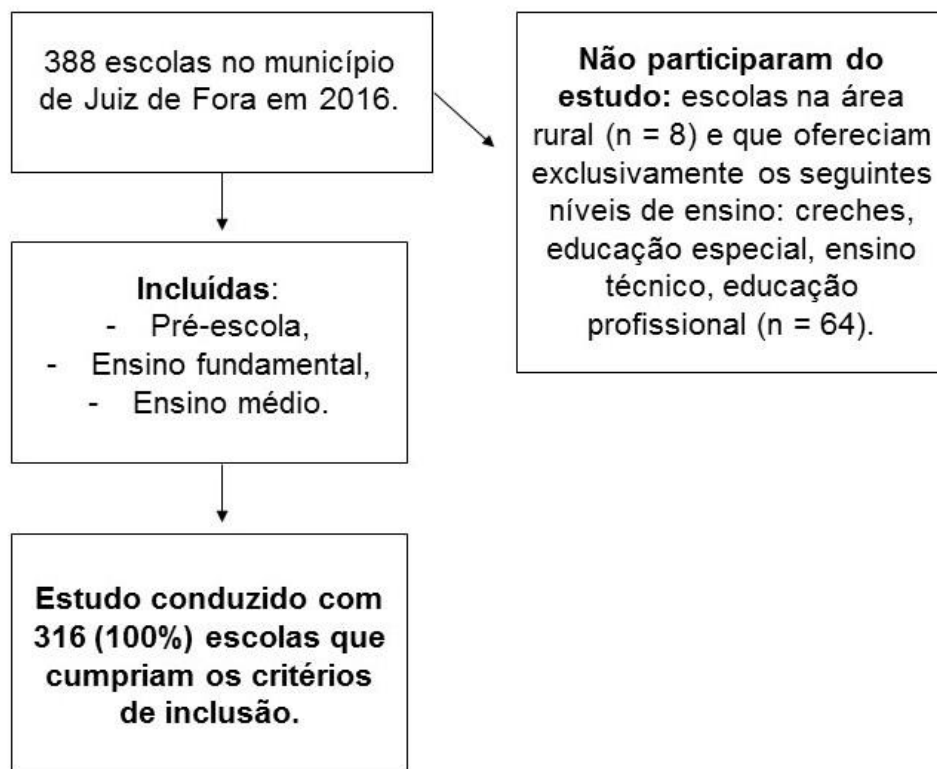 388 escolas no município
de Juiz de Fora em 2016.
Não participaram do
estudo: escolas na área
rural (n = 8) e que ofereciam
exclusivamente os seguintes
níveis de ensino: creches,
educação especial, ensino
técnico, educação
profissional (n = 64).
Incluídas:
- Pré-escola,
- Ensino fundamental,
- Ensino médio.
Estudo conduzido com
316 (100%) escolas que
cumpriam os critérios
de inclusão.